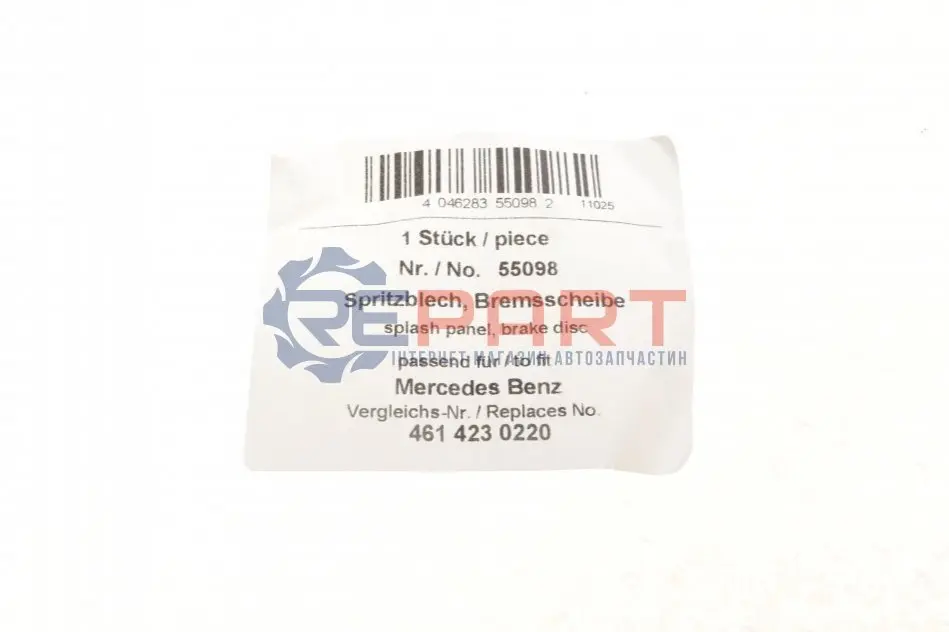 4 046283 55098 2 11025
1 Stück / piece
Nr. / No. 55098
Spritzblech, Bremsscheibe
splash panel, brake disc
REPART
ІНТЕРНЕТ МАГАЗИН АВТОЗАПЧАСТИН
passend für / to fit
Mercedes Benz
Vergleichs-Nr. / Replaces No.
461 423 0220